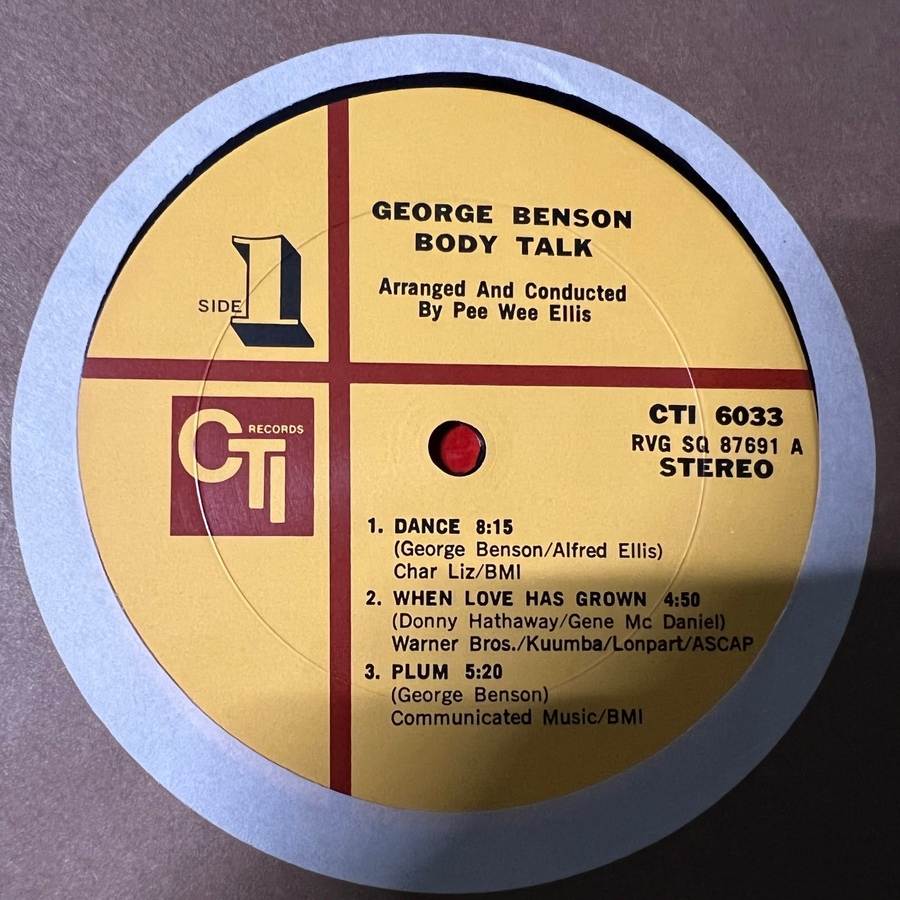 GEORGE BENSON
BODY TALK
Arranged And Conducted
By Pee Wee Ellis
SIDE 1
CTI RECORDS
CTI 6033
RVG SQ 87691 A
STEREO
1. DANCE 8:15
(George Benson/Alfred Ellis)
Char Liz/BMI
2. WHEN LOVE HAS GROWN 4:50
(Donny Hathaway/Gene Mc Daniel)
Warner Bros./Kuumba/Lonpart/ASCAP
3. PLUM 5:20
(George Benson)
Communicated Music/BMI